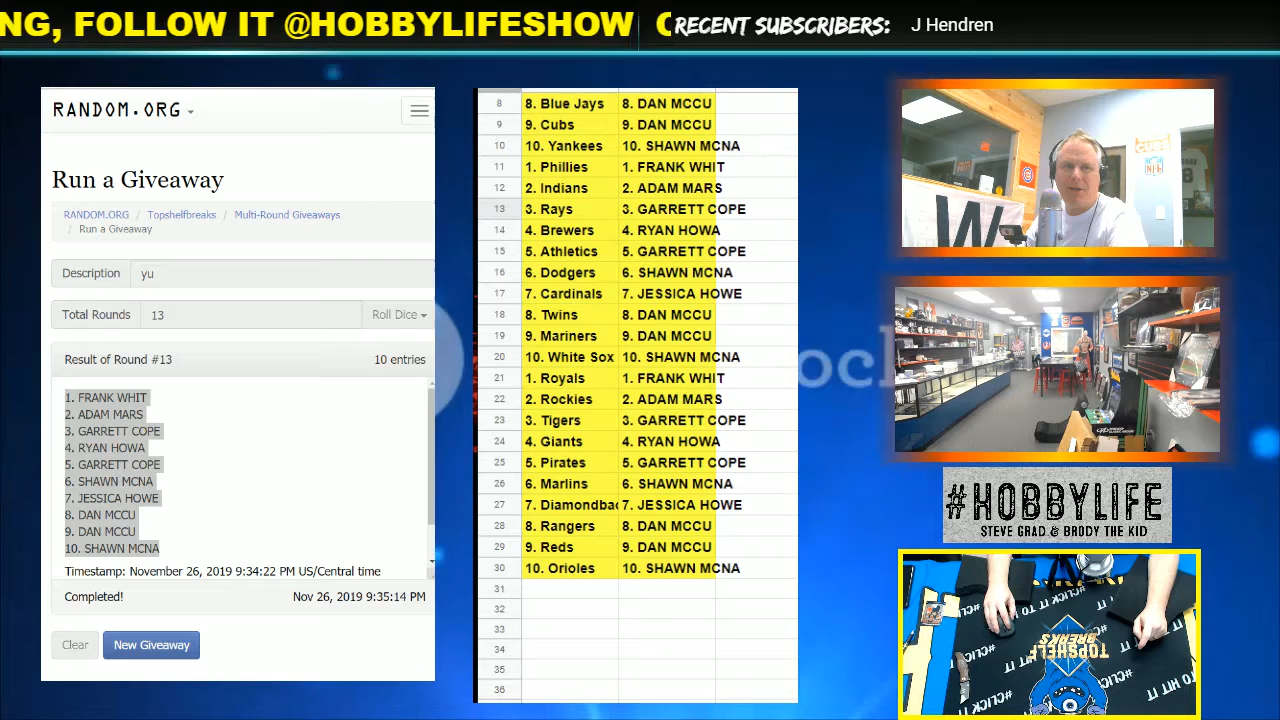 NG, FOLLOW IT @HOBBYLIFESHOW
RECENT SUBSCRIBERS: J Hendren
RANDOM.ORG
Run a Giveaway
RANDOM.ORG / Topshelfbreaks / Multi-Round Giveaways
/ Run a Giveaway
Description yu
Total Rounds 13 Roll Dice
Result of Round #13 10 entries
1. FRANK WHIT
2. ADAM MARS
3. GARRETT COPE
4. RYAN HOWA
5. GARRETT COPE
6. SHAWN MCNA
7. JESSICA HOWE
8. DAN MCCU
9. DAN MCCU
10. SHAWN MCNA
Timestamp: November 26, 2019 9:34:22 PM US/Central time
Completed! Nov 26, 2019 9:35:14 PM
Clear New Giveaway
8 8. Blue Jays 8. DAN MCCU
9 9. Cubs 9. DAN MCCU
10 10. Yankees 10. SHAWN MCNA
11 1. Phillies 1. FRANK WHIT
12 2. Indians 2. ADAM MARS
13 3. Rays 3. GARRETT COPE
14 4. Brewers 4. RYAN HOWA
15 5. Athletics 5. GARRETT COPE
16 6. Dodgers 6. SHAWN MCNA
17 7. Cardinals 7. JESSICA HOWE
18 8. Twins 8. DAN MCCU
19 9. Mariners 9. DAN MCCU
20 10. White Sox 10. SHAWN MCNA
21 1. Royals 1. FRANK WHIT
22 2. Rockies 2. ADAM MARS
23 3. Tigers 3. GARRETT COPE
24 4. Giants 4. RYAN HOWA
25 5. Pirates 5. GARRETT COPE
26 6. Marlins 6. SHAWN MCNA
27 7. Diamondbac 7. JESSICA HOWE
28 8. Rangers 8. DAN MCCU
29 9. Reds 9. DAN MCCU
30 10. Orioles 10. SHAWN MCNA
31
32
33
34
35
36
ock
W
CUBS
NFL
#HOBBYLIFE
STEVE GRAD & BRODY THE KID
TOPSHELF
BREAKS
#CLICK IT TO HIT IT